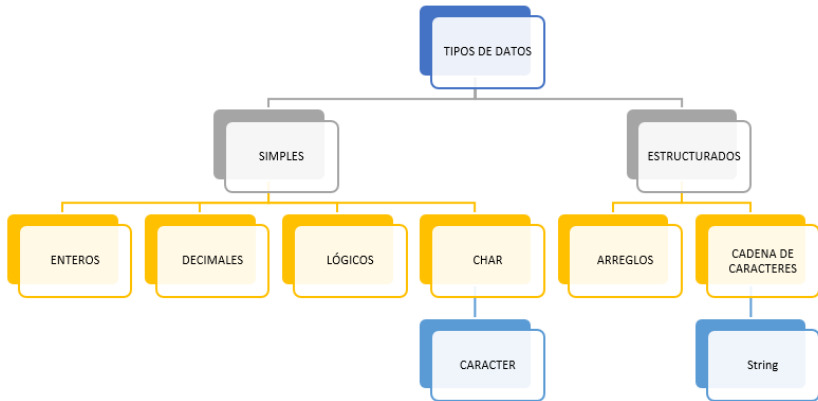 TIPOS DE DATOS
SIMPLES
ESTRUCTURADOS
ENTEROS
DECIMALES
LÓGICOS
CHAR
ARREGLOS
CADENA DE
CARACTERES
CARACTER
String